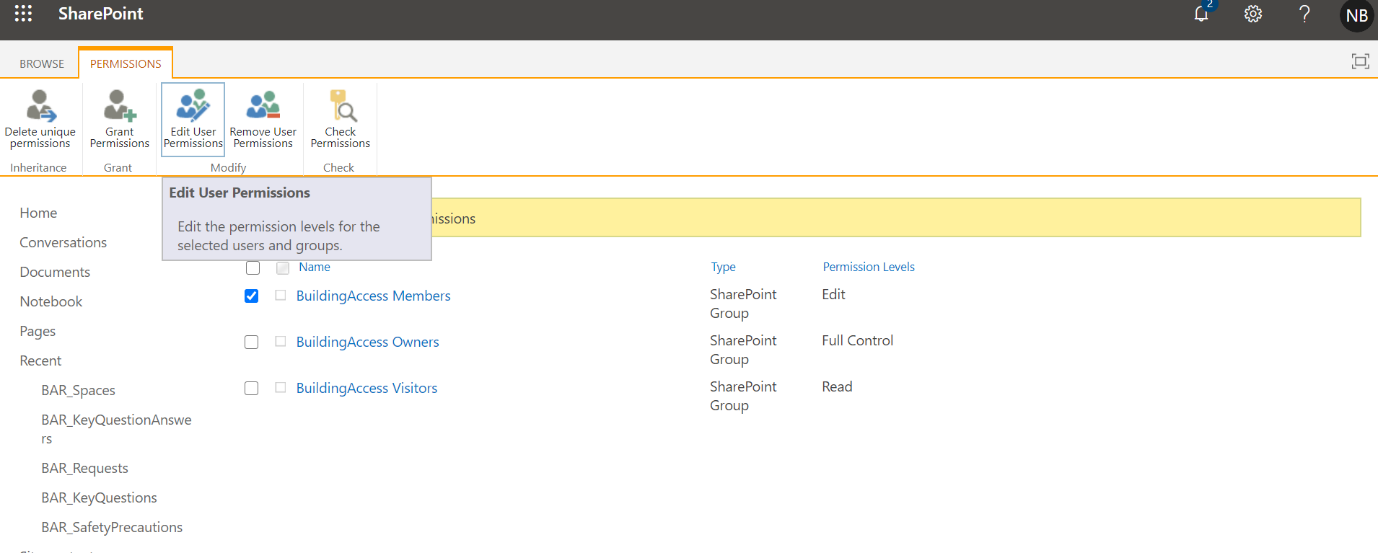 SharePoint
2
NB
BROWSE
PERMISSIONS
Delete unique permissions
Grant Permissions
Edit User Permissions
Remove User Permissions
Check Permissions
Inheritance
Grant
Modify
Check
Edit User Permissions
Edit the permission levels for the
selected users and groups.
Home
Conversations
Documents
Notebook
Pages
Recent
BAR_Spaces
BAR_KeyQuestionAnswe
rs
BAR_Requests
BAR_KeyQuestions
BAR_SafetyPrecautions
Name
Type
Permission Levels
BuildingAccess Members
SharePoint
Group
Edit
BuildingAccess Owners
SharePoint
Group
Full Control
BuildingAccess Visitors
SharePoint
Group
Read